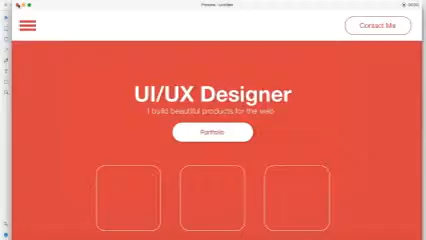 Contact Me
UI/UX Designer
I build beautiful products for the web
Portfolio